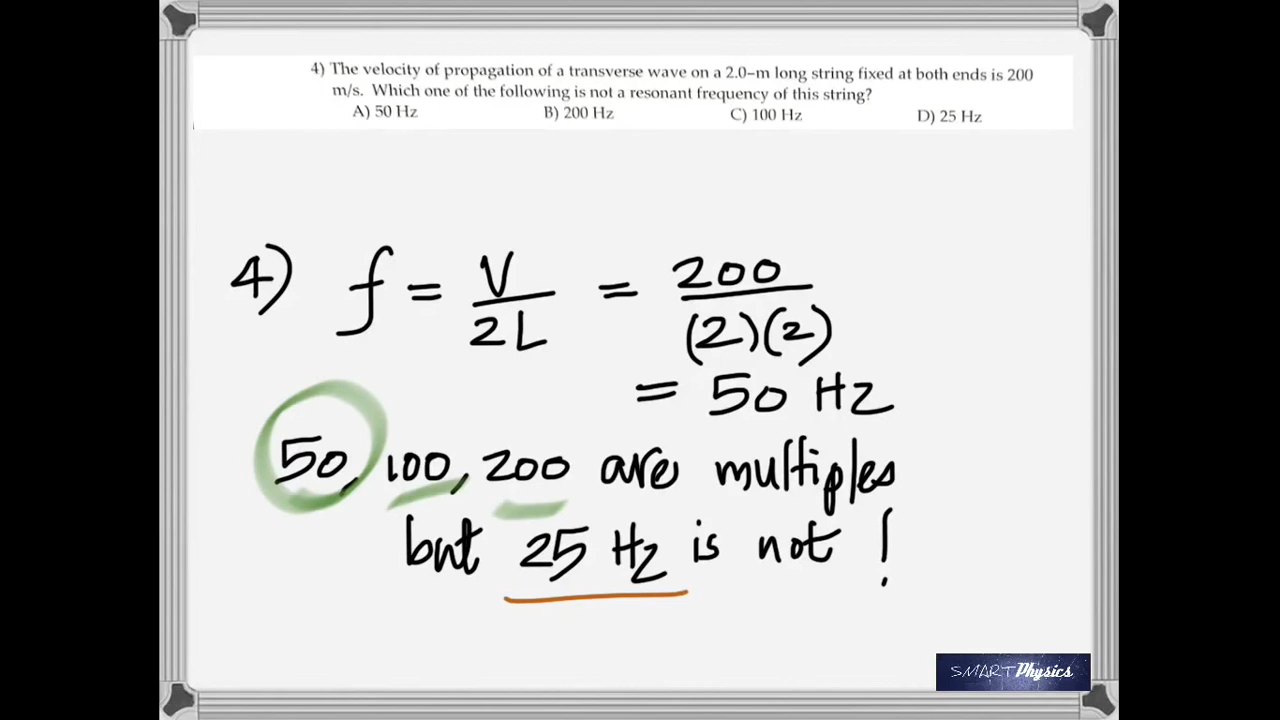 4) The velocity of propagation of a transverse wave on a 2.0–m long string fixed at both ends is 200
m/s. Which one of the following is not a resonant frequency of this string?
A) 50 Hz B) 200 Hz C) 100 Hz D) 25 Hz
4) f = V/2L = 200/(2)(2)
= 50 Hz
50, 100, 200 are multiples
but 25 Hz is not !
SMART Physics